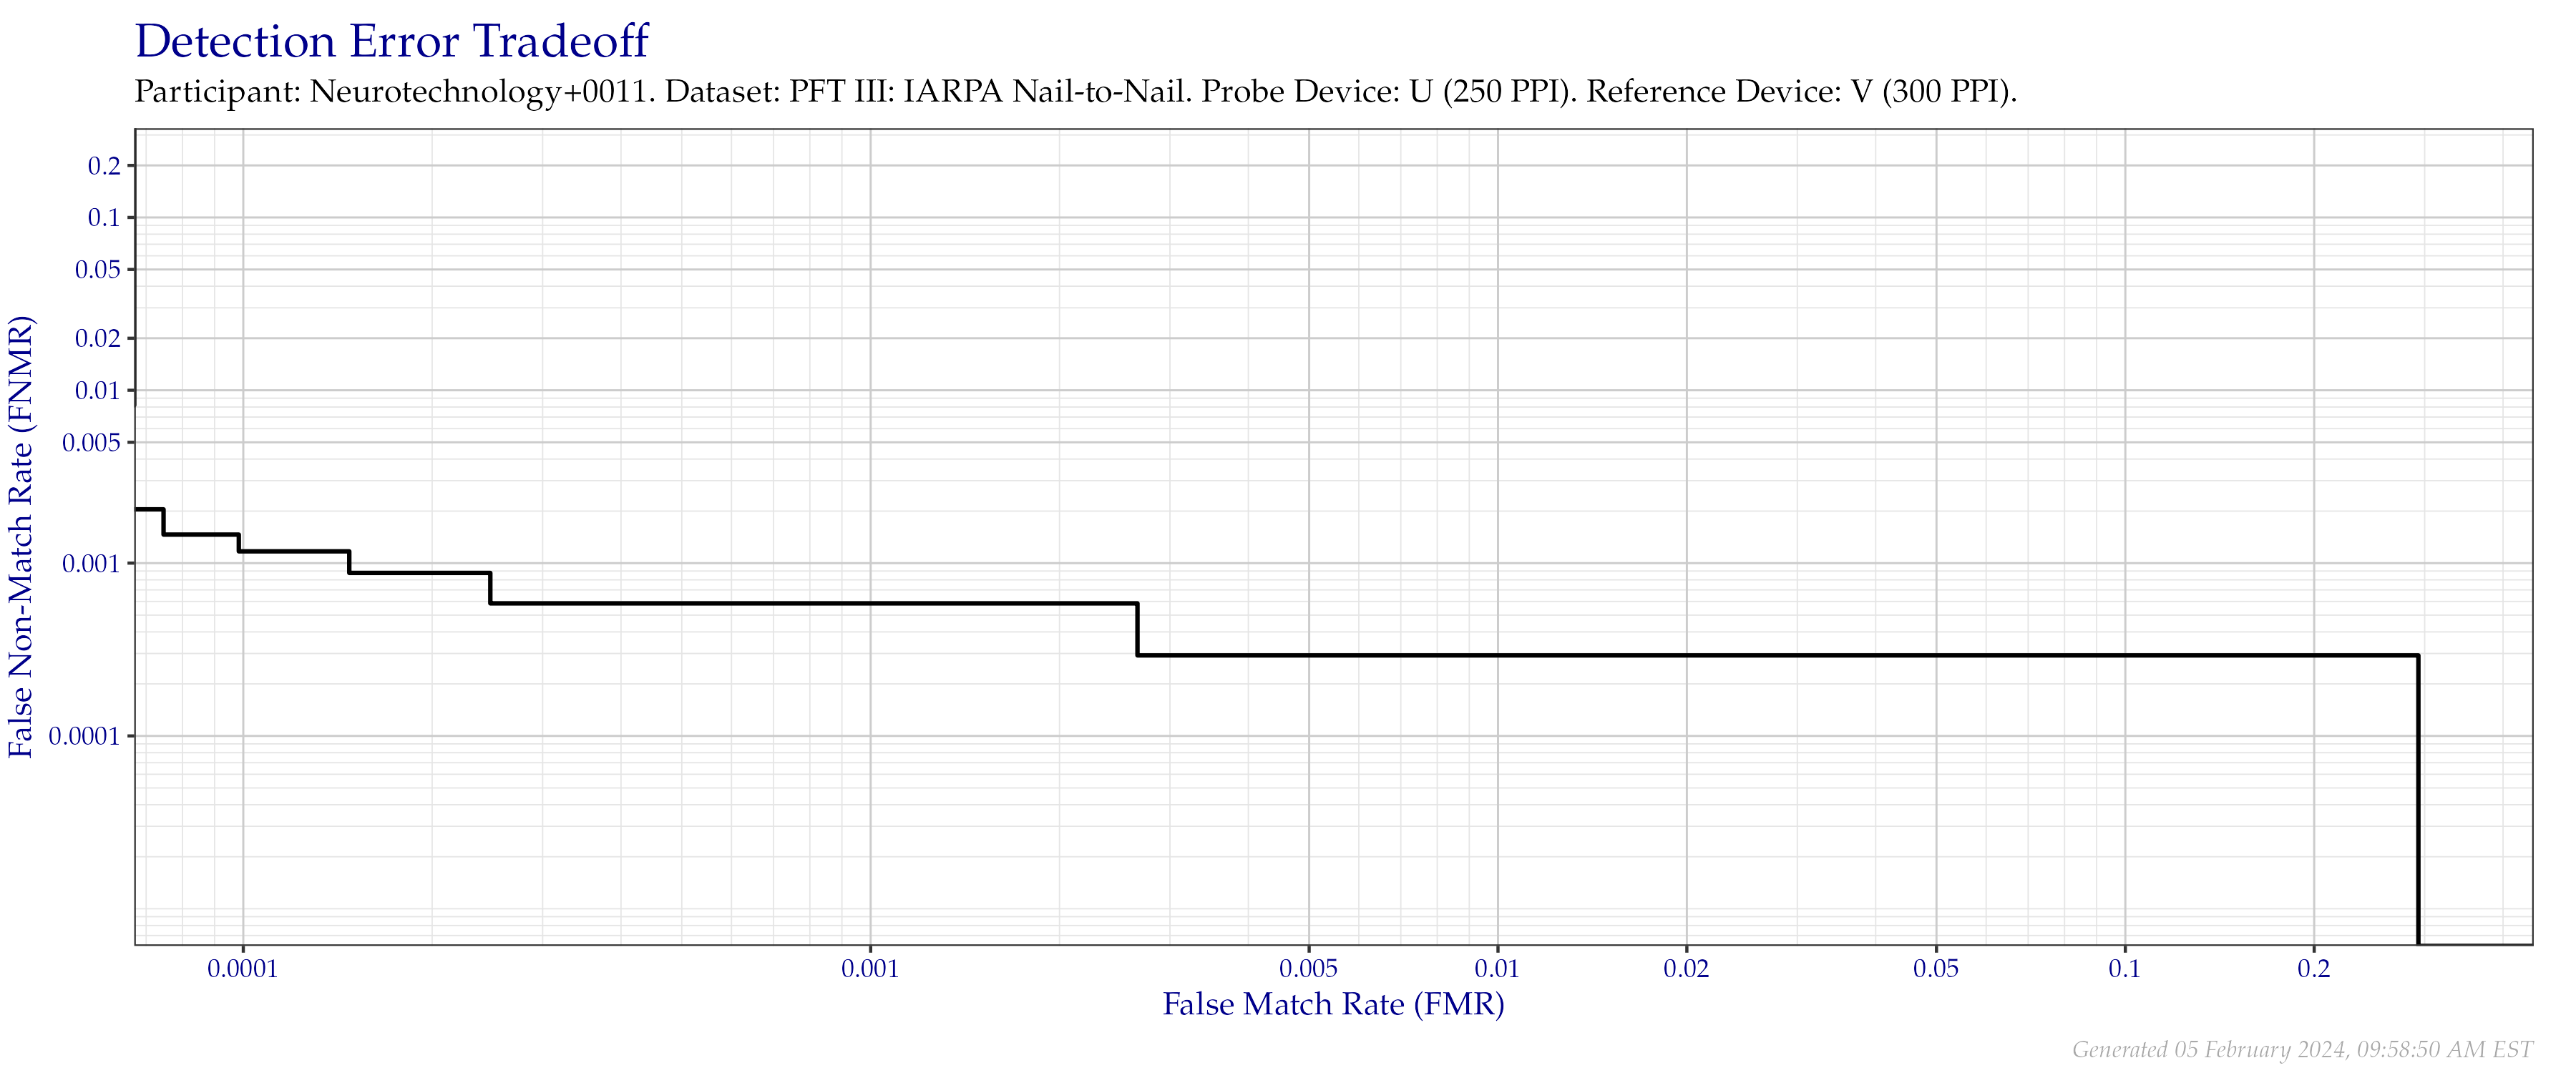 Detection Error Tradeoff
Participant: Neurotechnology+0011. Dataset: PFT III: IARPA Nail-to-Nail. Probe Device: U (250 PPI). Reference Device: V (300 PPI).
False Non-Match Rate (FNMR)
0.2
0.1
0.05
0.02
0.01
0.005
0.001
0.0001
0.0001 0.001 0.005 0.01 0.02 0.05 0.1 0.2
False Match Rate (FMR)
Generated 05 February 2024, 09:58:50 AM EST